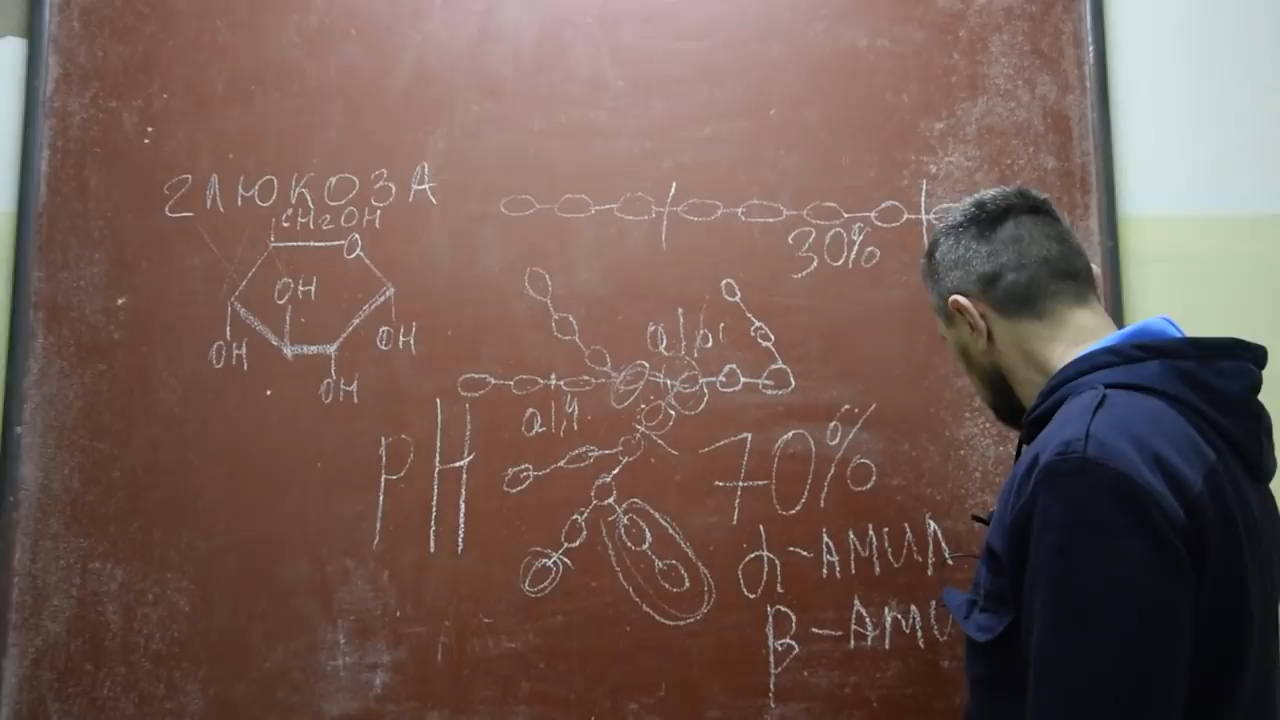 ГЛЮКОЗА
CH2OH
O
OH
OH
OH
OH
30%
α1,6
α1,4
pH
70%
α-АМИЛ
β-АМИ